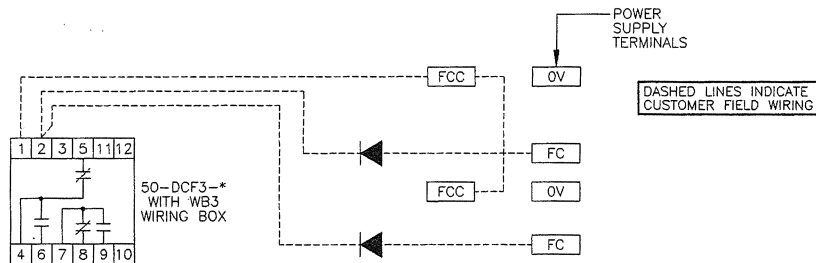 POWER
SUPPLY
TERMINALS
FCC
0V
DASHED LINES INDICATE
CUSTOMER FIELD WIRING
1 2 3 5 11 12
FC
50-DCF3-*
WITH WB3
WIRING BOX
FCC
0V
4 6 7 8 9 10
FC